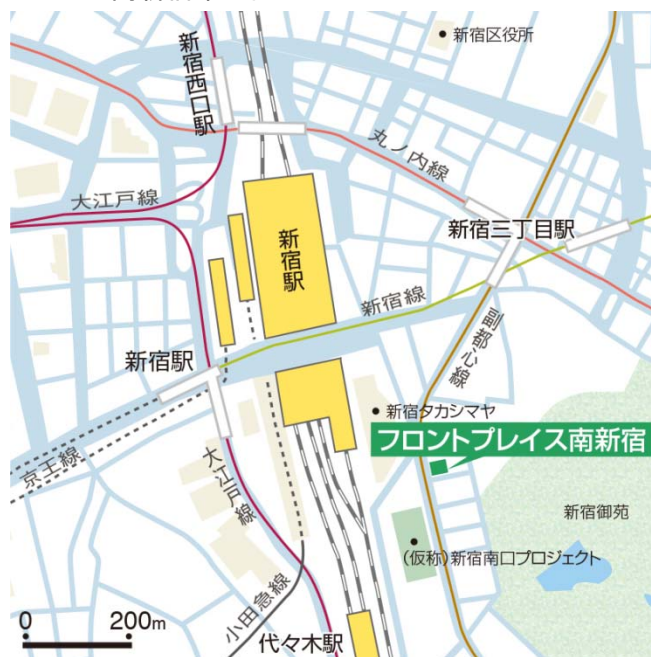 新宿区役所
新宿西口駅
丸ノ内線
大江戸線
新宿三丁目駅
新宿駅
新宿線
副都心線
新宿駅
新宿タカシマヤ
フロントプレイス南新宿
京王線
大江戸線
新宿御苑
(仮称)新宿南口プロジェクト
小田急線
0 200m
代々木駅